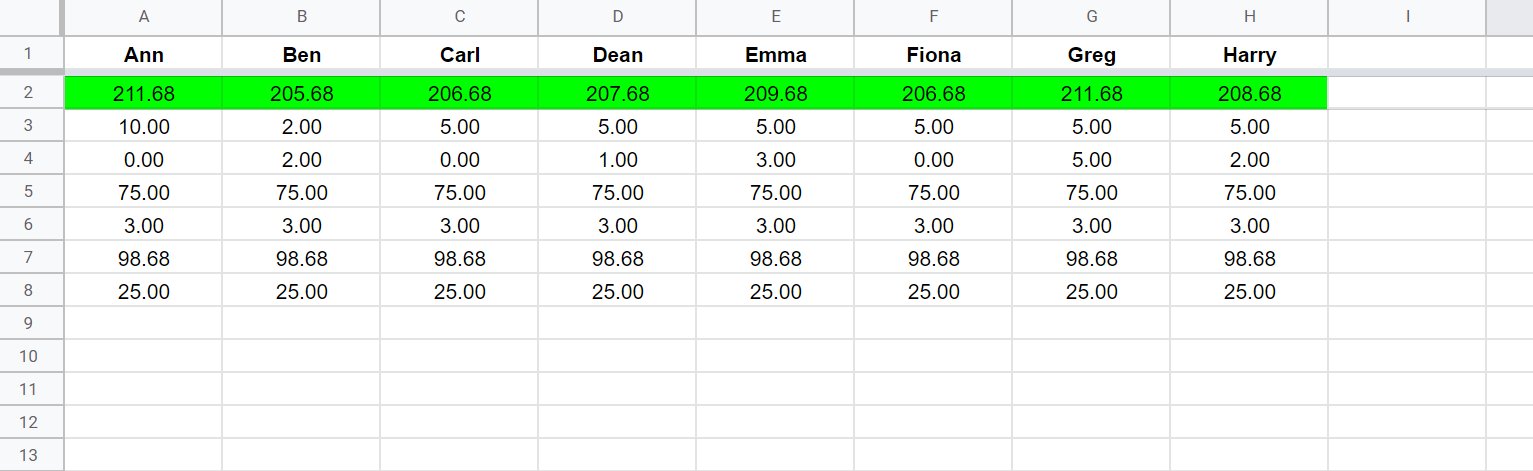 A B C D E F G H I
1 Ann Ben Carl Dean Emma Fiona Greg Harry
2 211.68 205.68 206.68 207.68 209.68 206.68 211.68 208.68
3 10.00 2.00 5.00 5.00 5.00 5.00 5.00 5.00
4 0.00 2.00 0.00 1.00 3.00 0.00 5.00 2.00
5 75.00 75.00 75.00 75.00 75.00 75.00 75.00 75.00
6 3.00 3.00 3.00 3.00 3.00 3.00 3.00 3.00
7 98.68 98.68 98.68 98.68 98.68 98.68 98.68 98.68
8 25.00 25.00 25.00 25.00 25.00 25.00 25.00 25.00
9
10
11
12
13